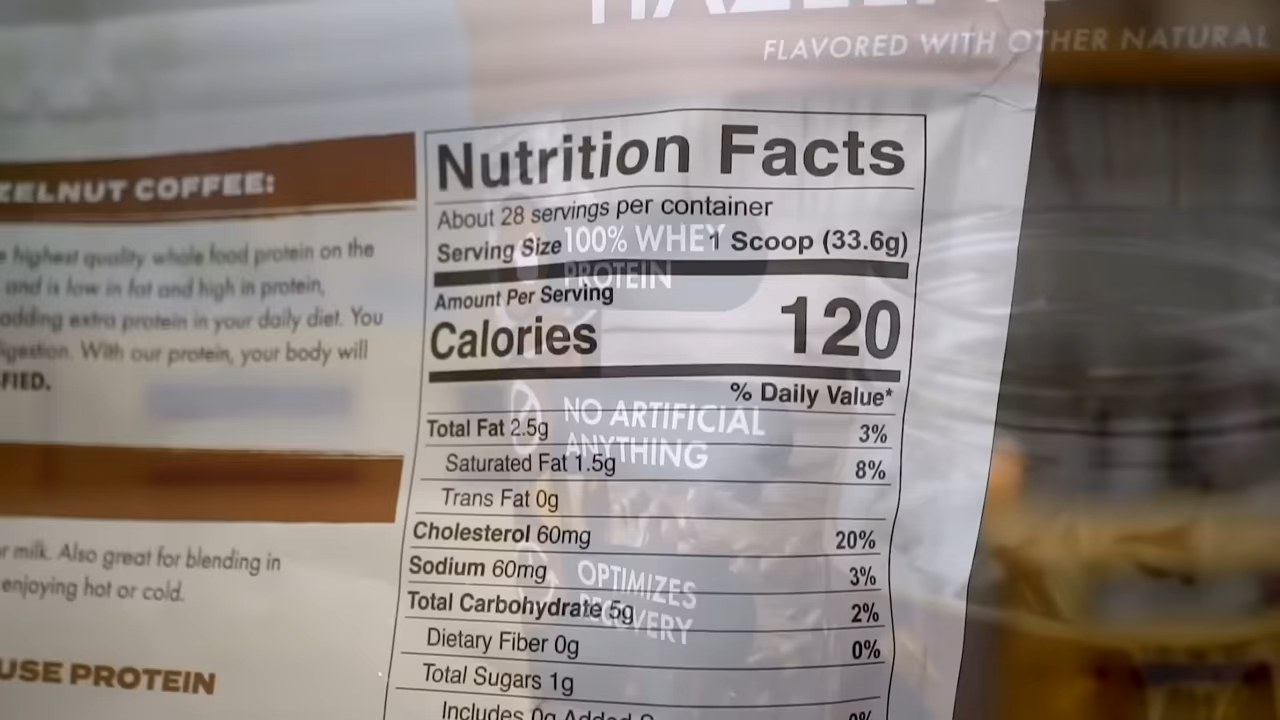 FLAVORED WITH OTHER NATURAL
COFFEE:
highest quality whole food protein on the
and is low in fat and high in protein,
adding extra protein in your daily diet. You
With our protein, your body will
or milk. Also great for blending in
enjoying hot or cold.
USE PROTEIN
Nutrition Facts
About 28 servings per container
Serving Size 1 Scoop (33.6g)
Amount Per Serving
Calories 120
% Daily Value*
Total Fat 2.5g 3%
Saturated Fat 1.5g 8%
Trans Fat 0g
Cholesterol 60mg 20%
Sodium 60mg 3%
Total Carbohydrate 5g 2%
Dietary Fiber 0g 0%
Total Sugars 1g
Includes 0g Added
100% WHEY
PROTEIN
NO ARTIFICIAL
ANYTHING
OPTIMIZES
RECOVERY